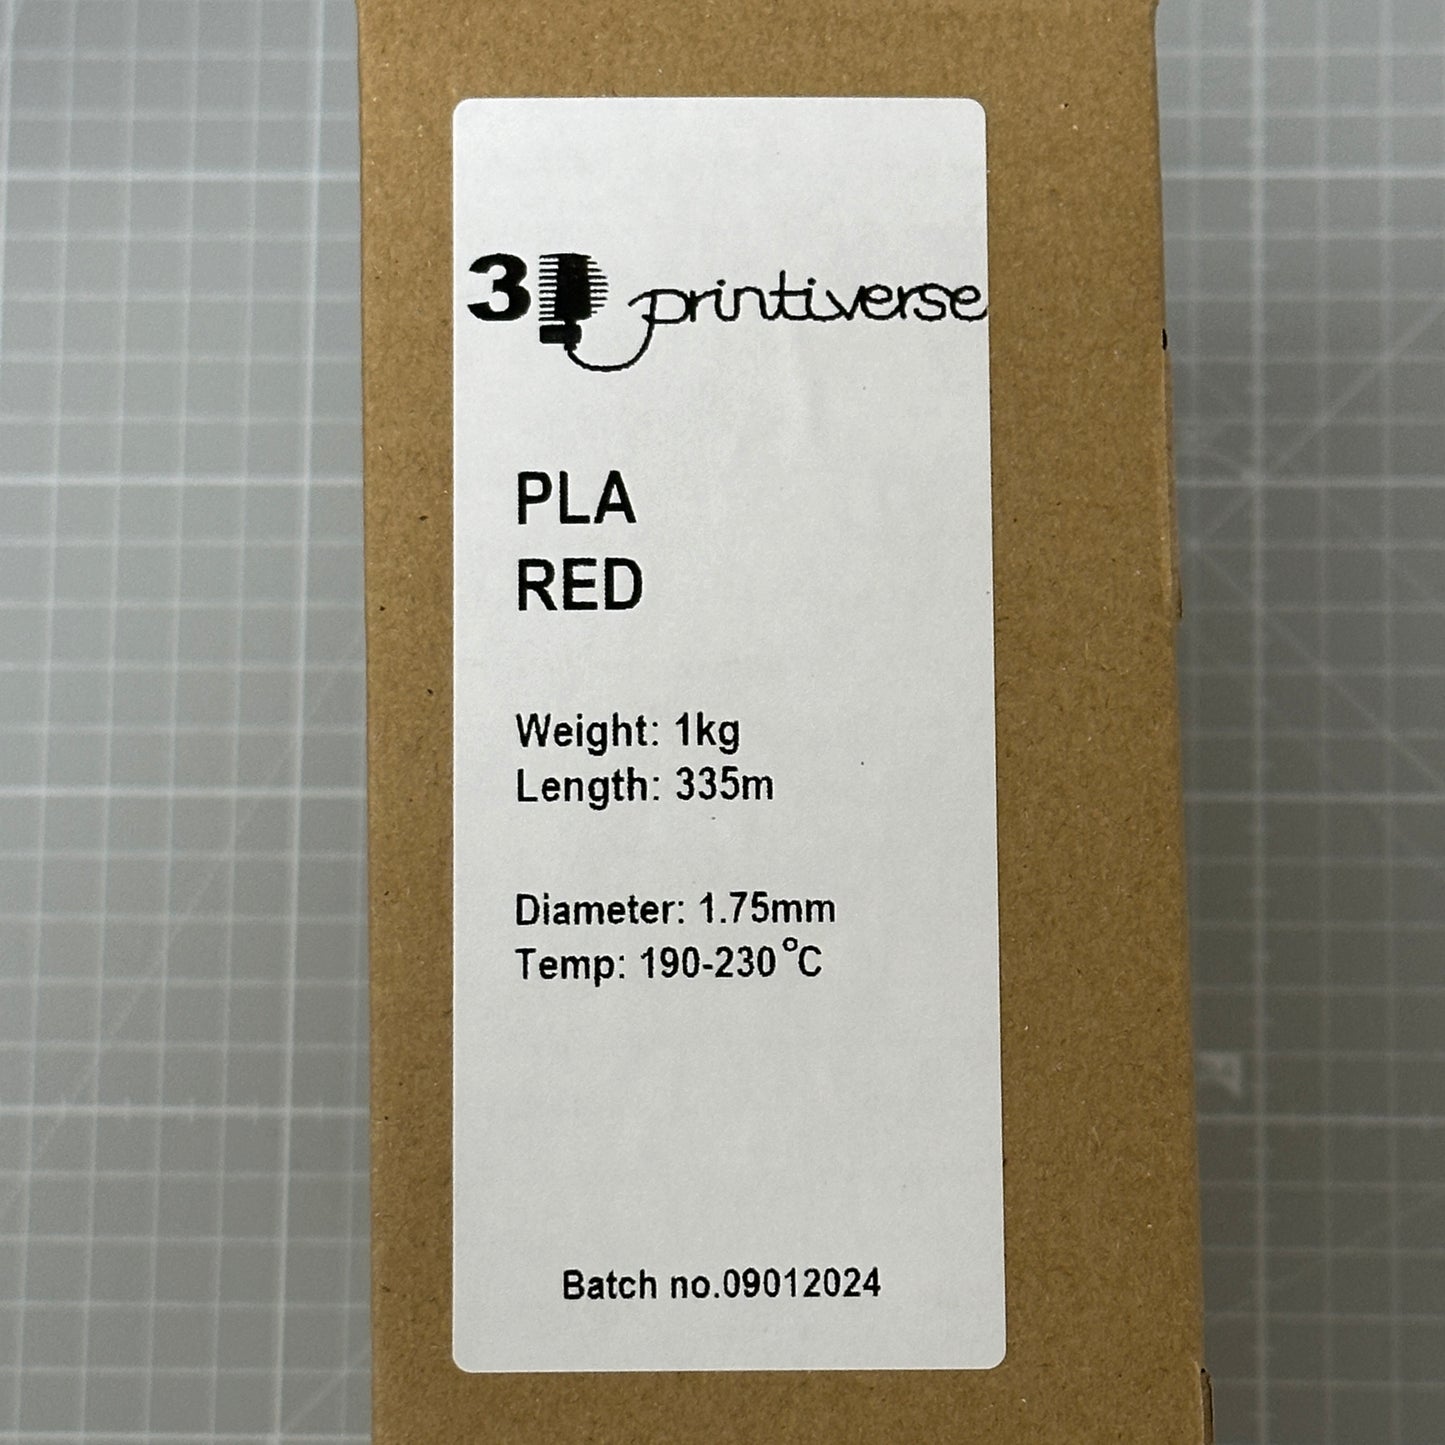 3D printiverse
PLA
RED
Weight: 1kg
Length: 335m
Diameter: 1.75mm
Temp: 190-230°C
Batch no.09012024